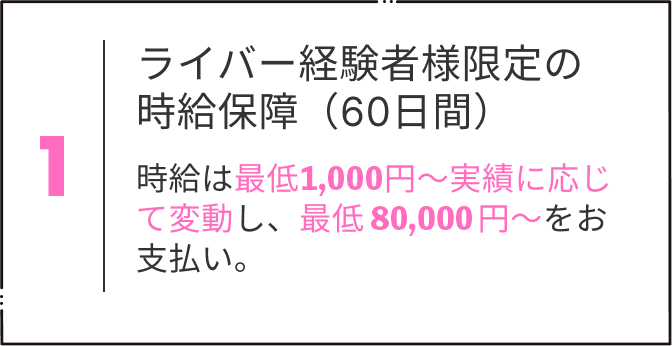 1
ライバー経験者様限定の
時給保障（60日間）
時給は最低1,000円～実績に応じ
て変動し、最低 80,000 円～をお
支払い。